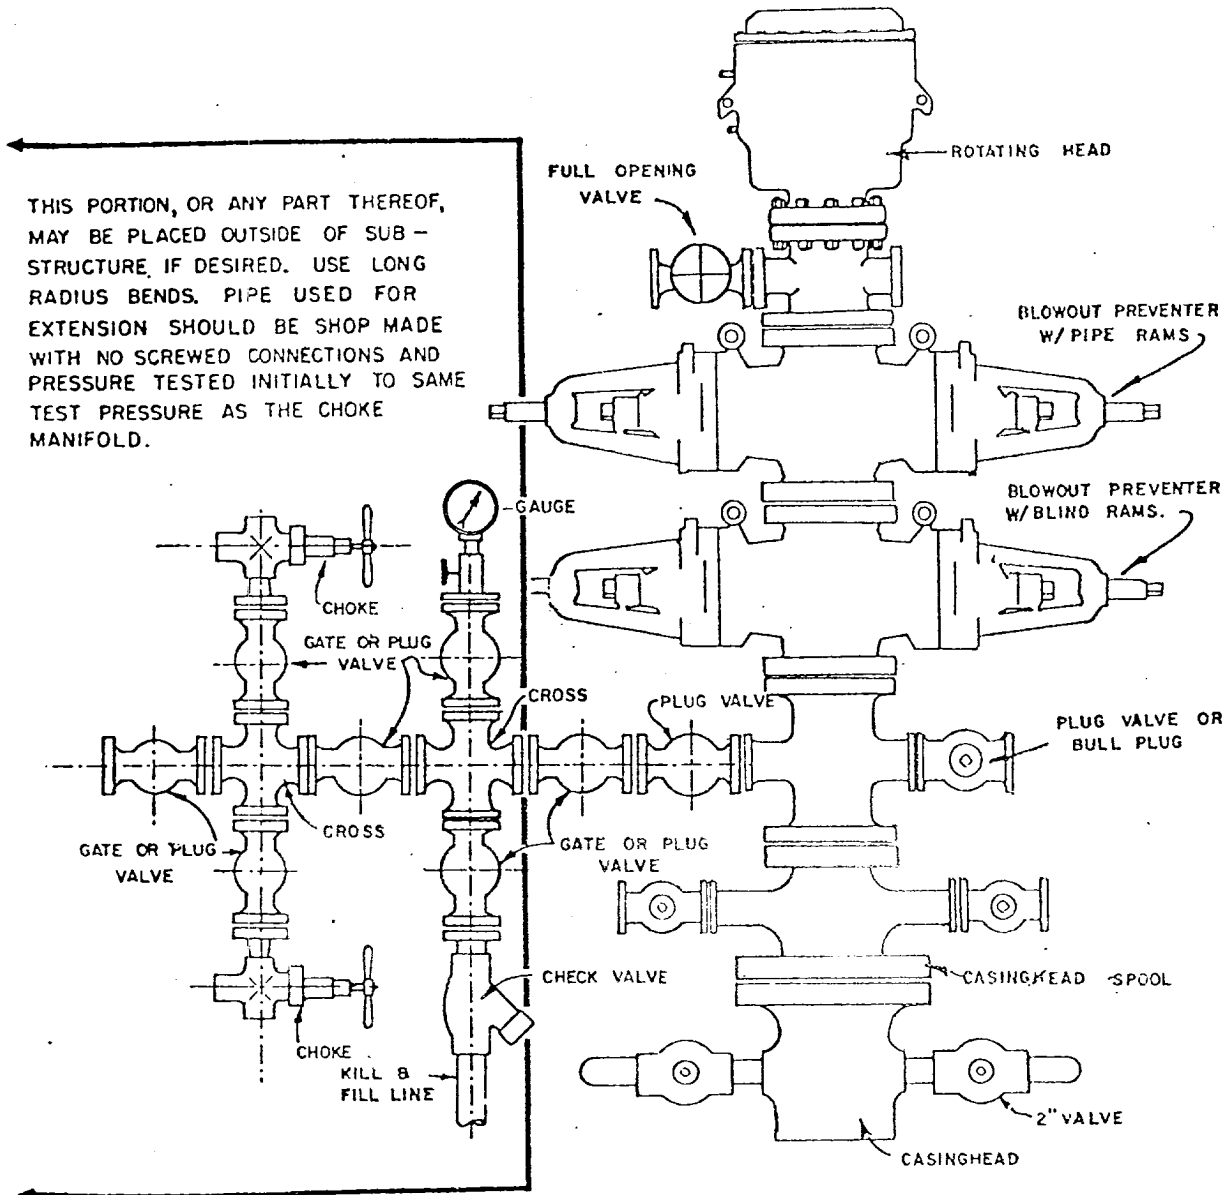 ROTATING HEAD
FULL OPENING
VALVE
THIS PORTION, OR ANY PART THEREOF,
MAY BE PLACED OUTSIDE OF SUB-
STRUCTURE IF DESIRED. USE LONG
RADIUS BENDS. PIPE USED FOR
EXTENSION SHOULD BE SHOP MADE
WITH NO SCREWED CONNECTIONS AND
PRESSURE TESTED INITIALLY TO SAME
TEST PRESSURE AS THE CHOKE
MANIFOLD.
BLOWOUT PREVENTER
W/ PIPE RAMS
BLOWOUT PREVENTER
W/BLIND RAMS.
GAUGE
CHOKE
GATE OR PLUG
VALVE
CROSS
PLUG VALVE
PLUG VALVE OR
BULL PLUG
CROSS
GATE OR PLUG
VALVE
GATE OR PLUG
VALVE
CHECK VALVE
CASINGHEAD SPOOL
CHOKE
KILL &
FILL LINE
2" VALVE
CASINGHEAD